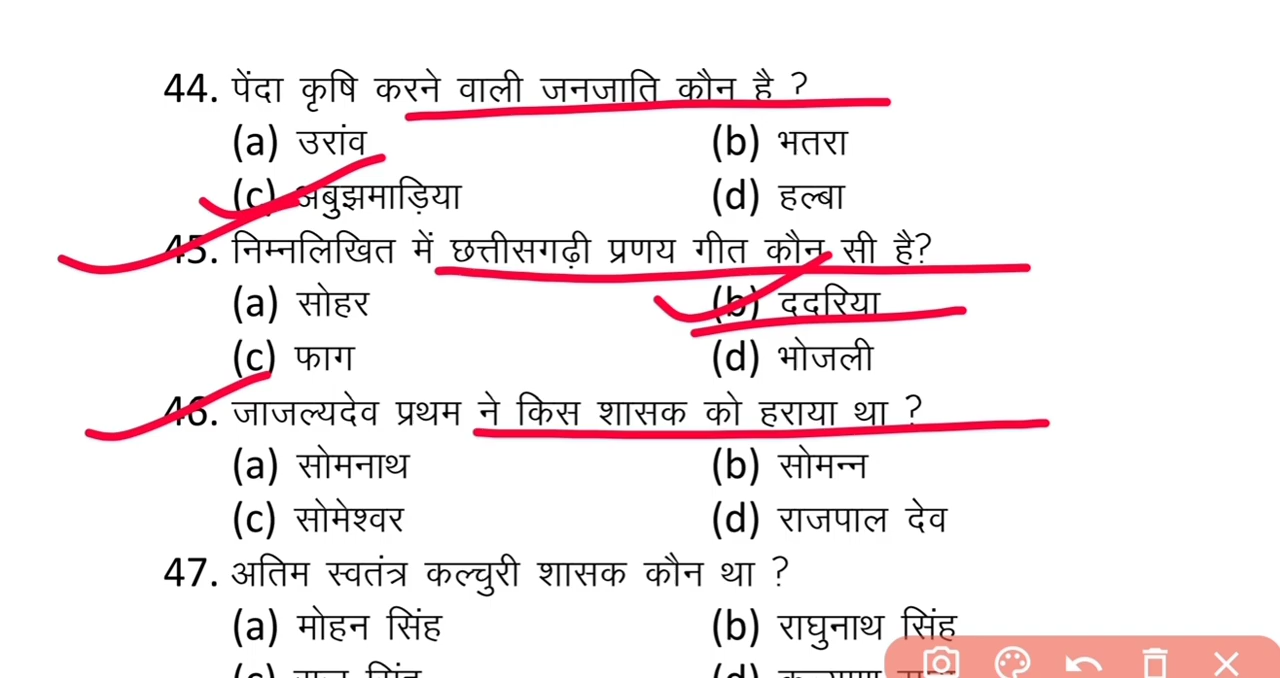 44. पेंदा कृषि करने वाली जनजाति कौन है ?
(a) उरांव (b) भतरा
(c) अबुझमाड़िया (d) हल्बा
45. निम्नलिखित में छत्तीसगढ़ी प्रणय गीत कौन सी है?
(a) सोहर (b) ददरिया
(c) फाग (d) भोजली
46. जाजल्यदेव प्रथम ने किस शासक को हराया था ?
(a) सोमनाथ (b) सोमन्न
(c) सोमेश्वर (d) राजपाल देव
47. अतिम स्वतंत्र कल्चुरी शासक कौन था ?
(a) मोहन सिंह (b) राघुनाथ सिंह